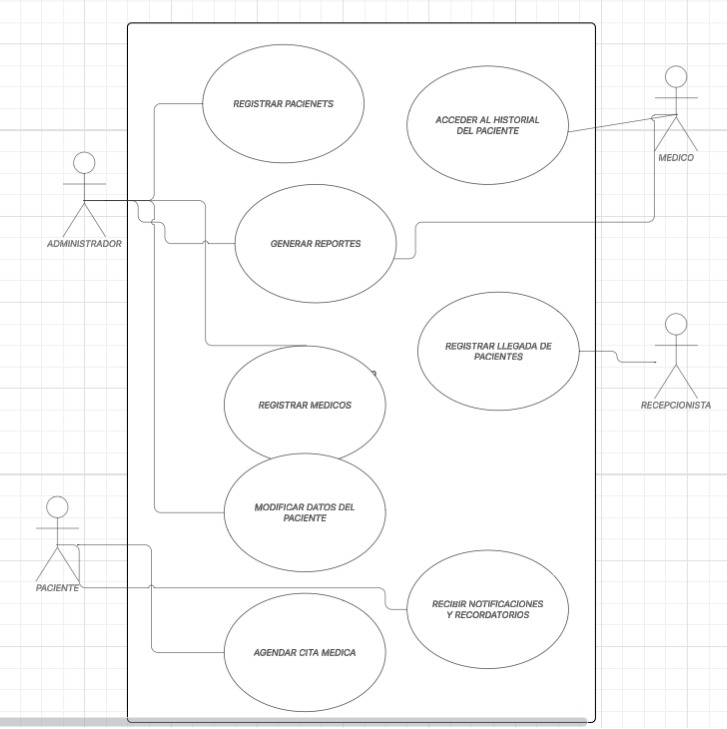 REGISTRAR PACIENETS
ACCEDER AL HISTORIAL
DEL PACIENTE
MEDICO
ADMINISTRADOR
GENERAR REPORTES
REGISTRAR LLEGADA DE
PACIENTES
RECEPCIONISTA
REGISTRAR MEDICOS
MODIFICAR DATOS DEL
PACIENTE
PACIENTE
RECIBIR NOTIFICACIONES
Y RECORDATORIOS
AGENDAR CITA MEDICA